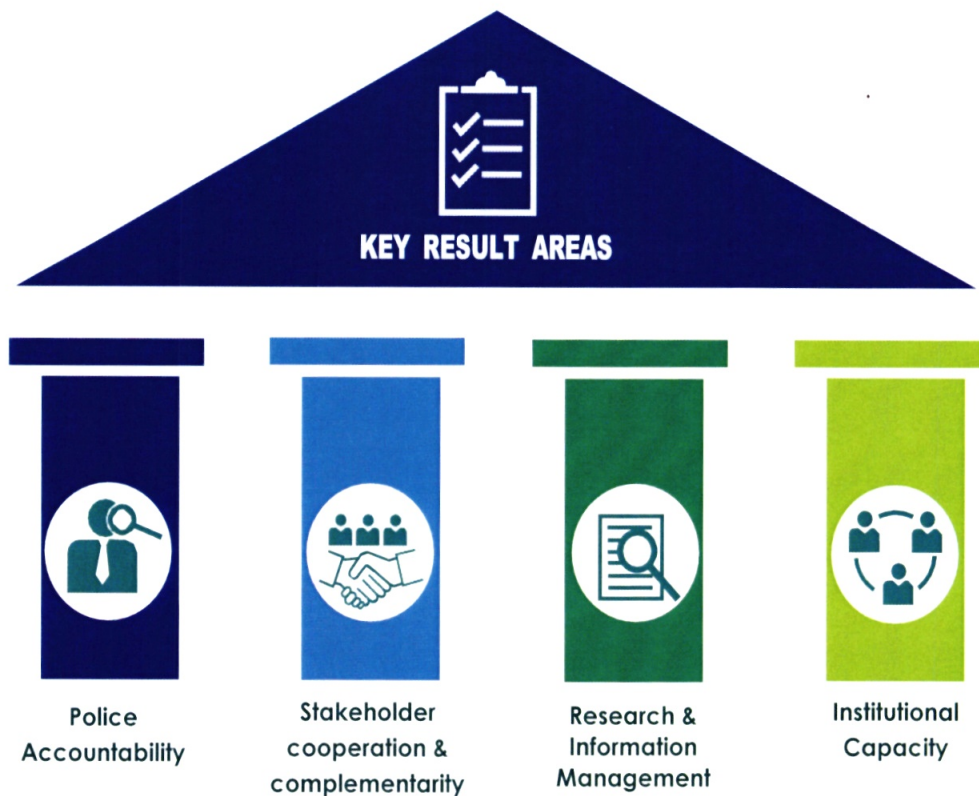 KEY RESULT AREAS
Police
Accountability
Stakeholder
cooperation &
complementarity
Research &
Information
Management
Institutional
Capacity